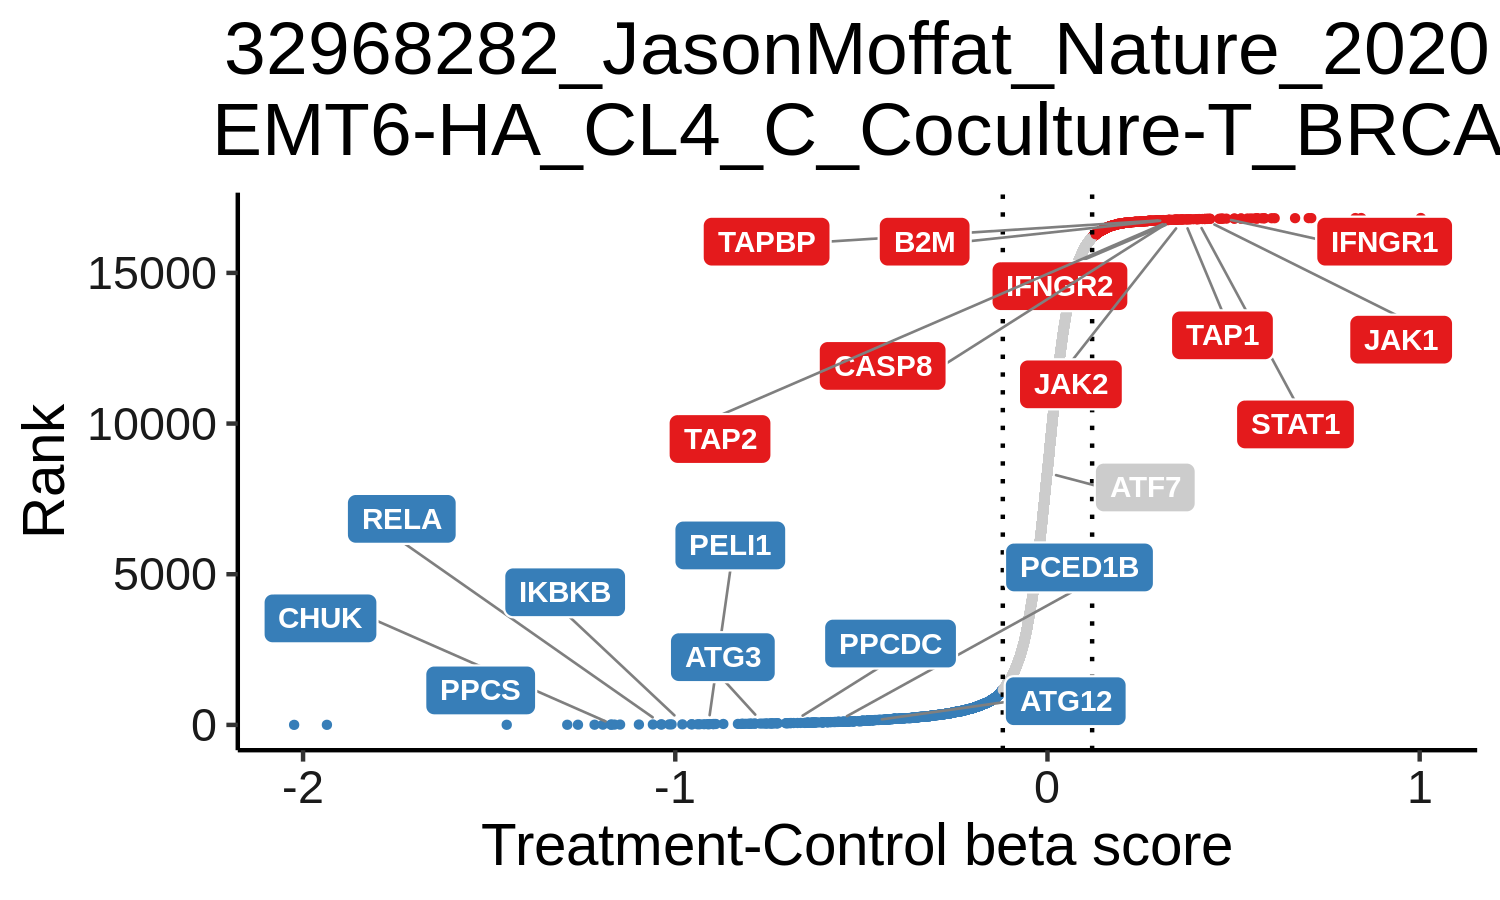 32968282_JasonMoffat_Nature_2020
EMT6-HA_CL4_C_Coculture-T_BRCA
TAPBP
B2M
IFNGR1
IFNGR2
TAP1
JAK1
CASP8
JAK2
STAT1
TAP2
ATF7
RELA
PELI1
PCED1B
IKBKB
CHUK
PPCDC
ATG3
PPCS
ATG12
Rank
15000
10000
5000
0
-2
-1
0
1
Treatment-Control beta score